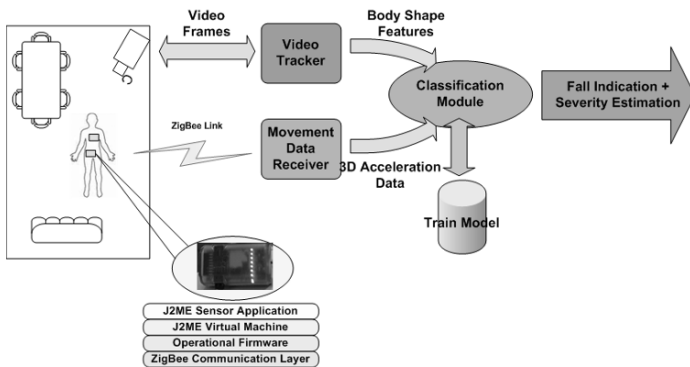 Video
Frames
Video
Tracker
Body Shape
Features
Classification
Module
Fall Indication +
Severity Estimation
ZigBee Link
Movement
Data
Receiver
3D Acceleration
Data
Train Model
J2ME Sensor Application
J2ME Virtual Machine
Operational Firmware
ZigBee Communication Layer